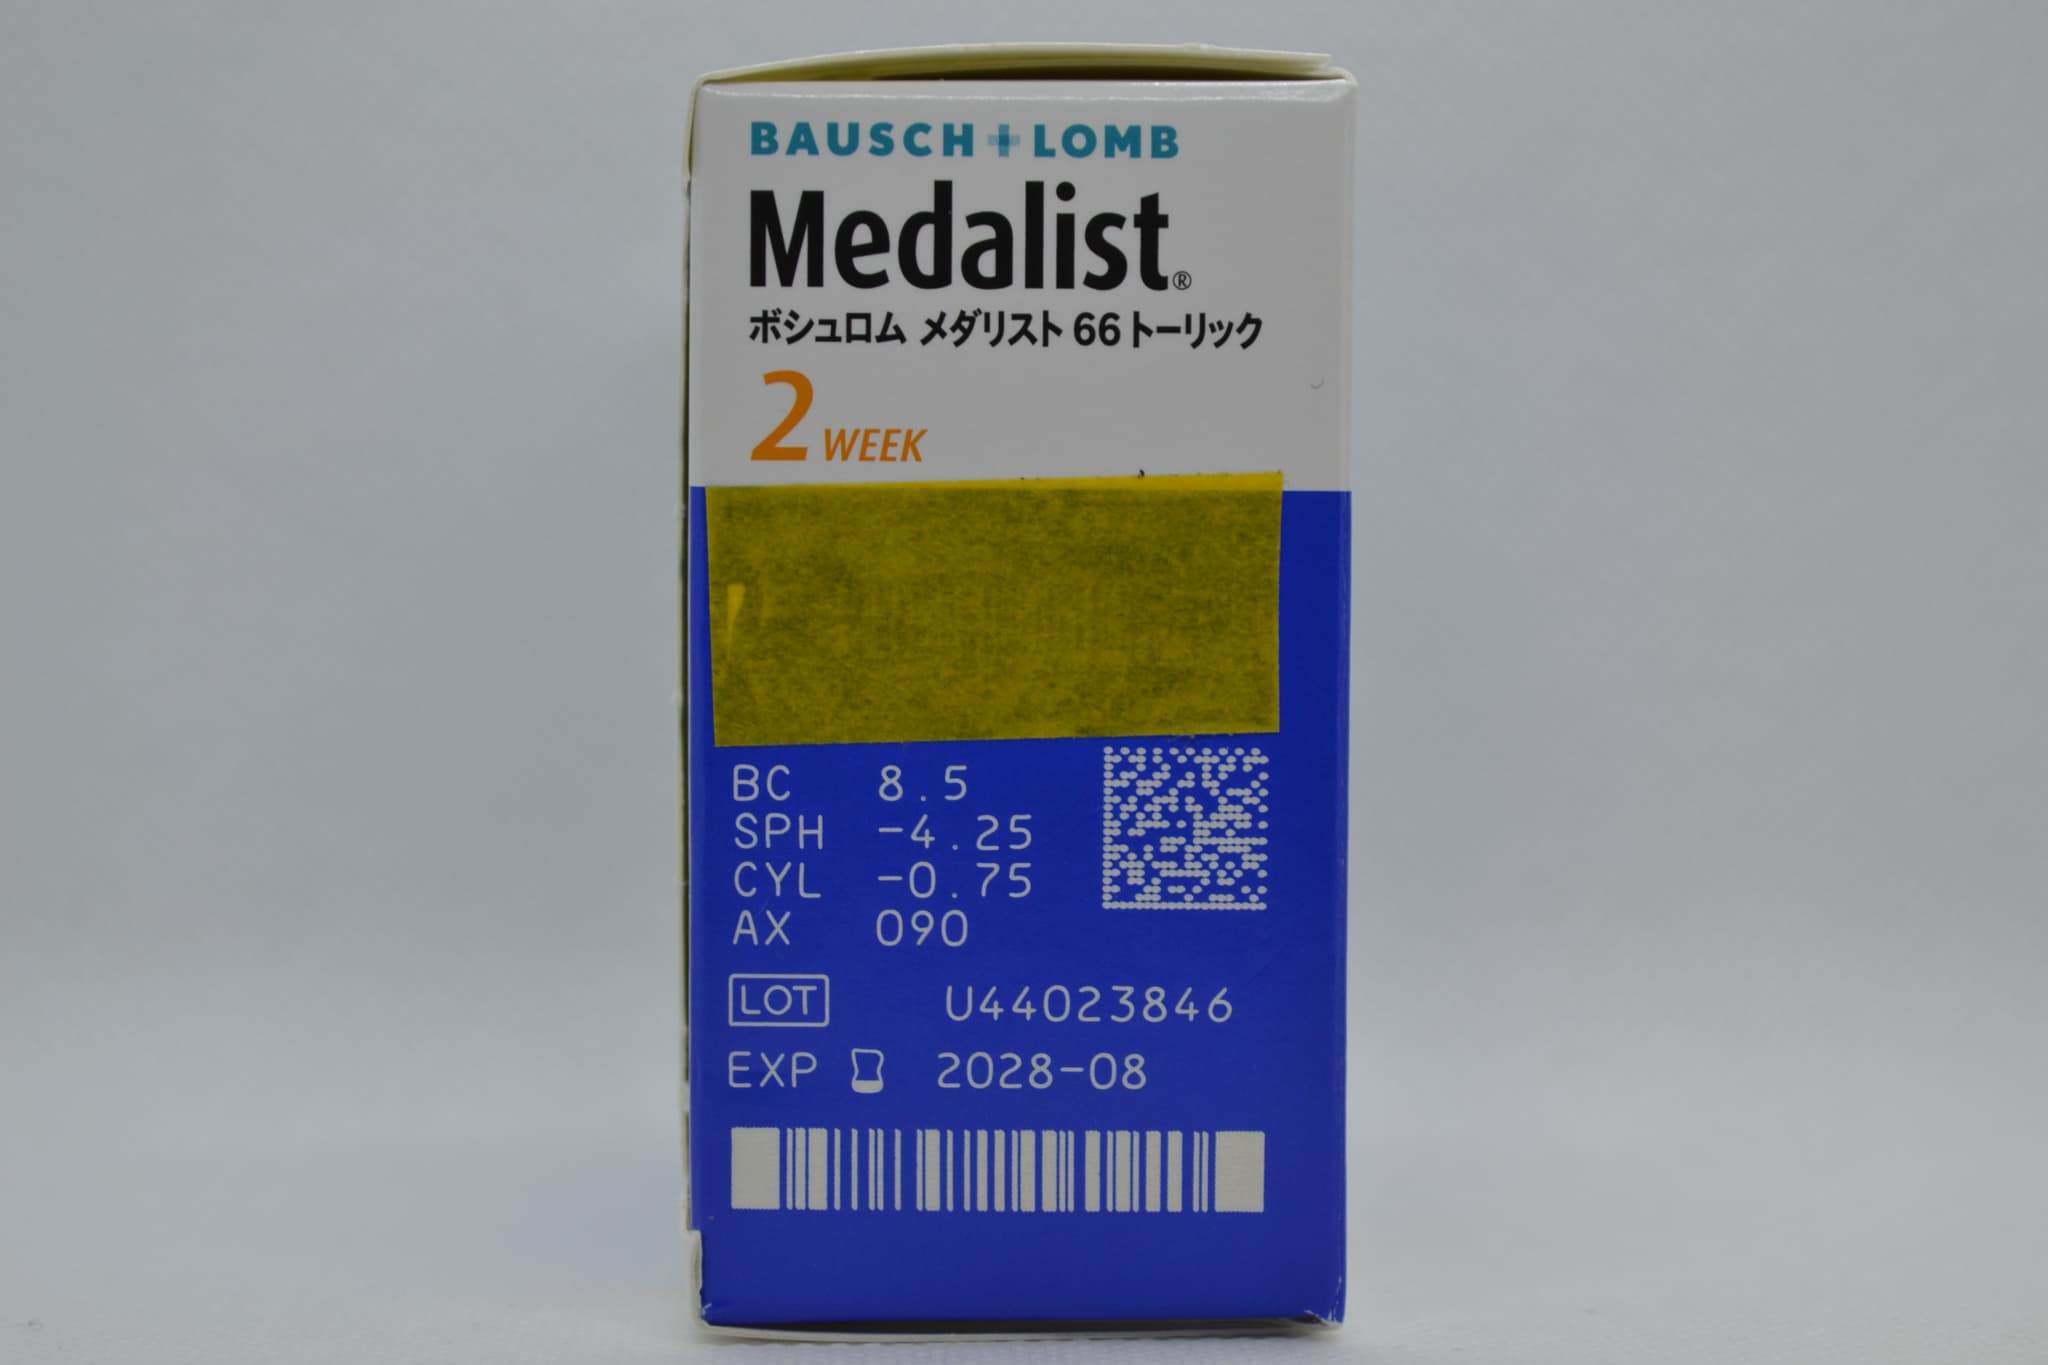 BAUSCH+LOMB
Medalist®
ボシュロム メダリスト 66 トーリック
2 WEEK
BC 8.5
SPH -4.25
CYL -0.75
AX 090
LOT U44023846
EXP 2028-08